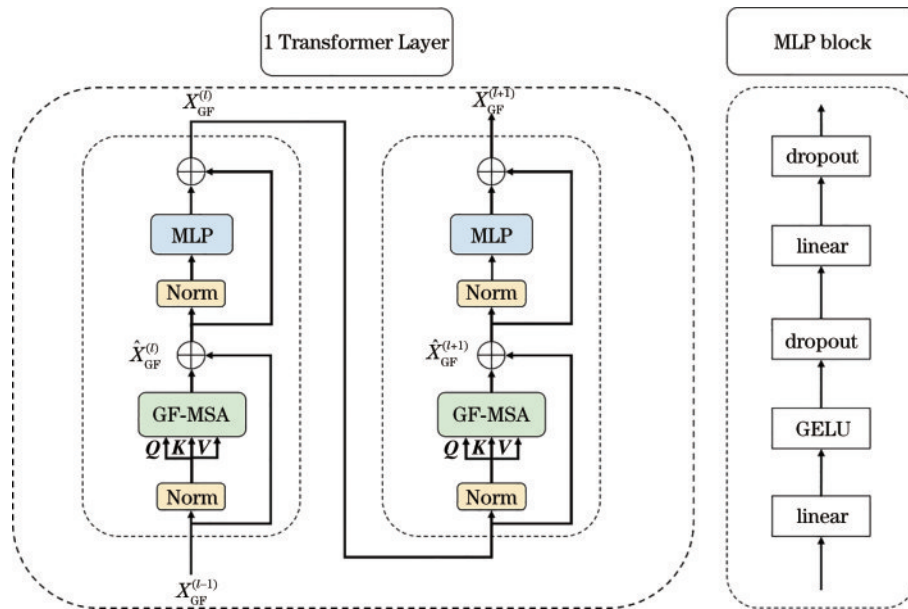 1 Transformer Layer
MLP block
X_GF^(l)
X_GF^(l+1)
MLP
Norm
X̂_GF^(l)
GF-MSA
Q K V
Norm
X_GF^(l-1)
MLP
Norm
X̂_GF^(l+1)
GF-MSA
Q K V
Norm
dropout
linear
dropout
GELU
linear